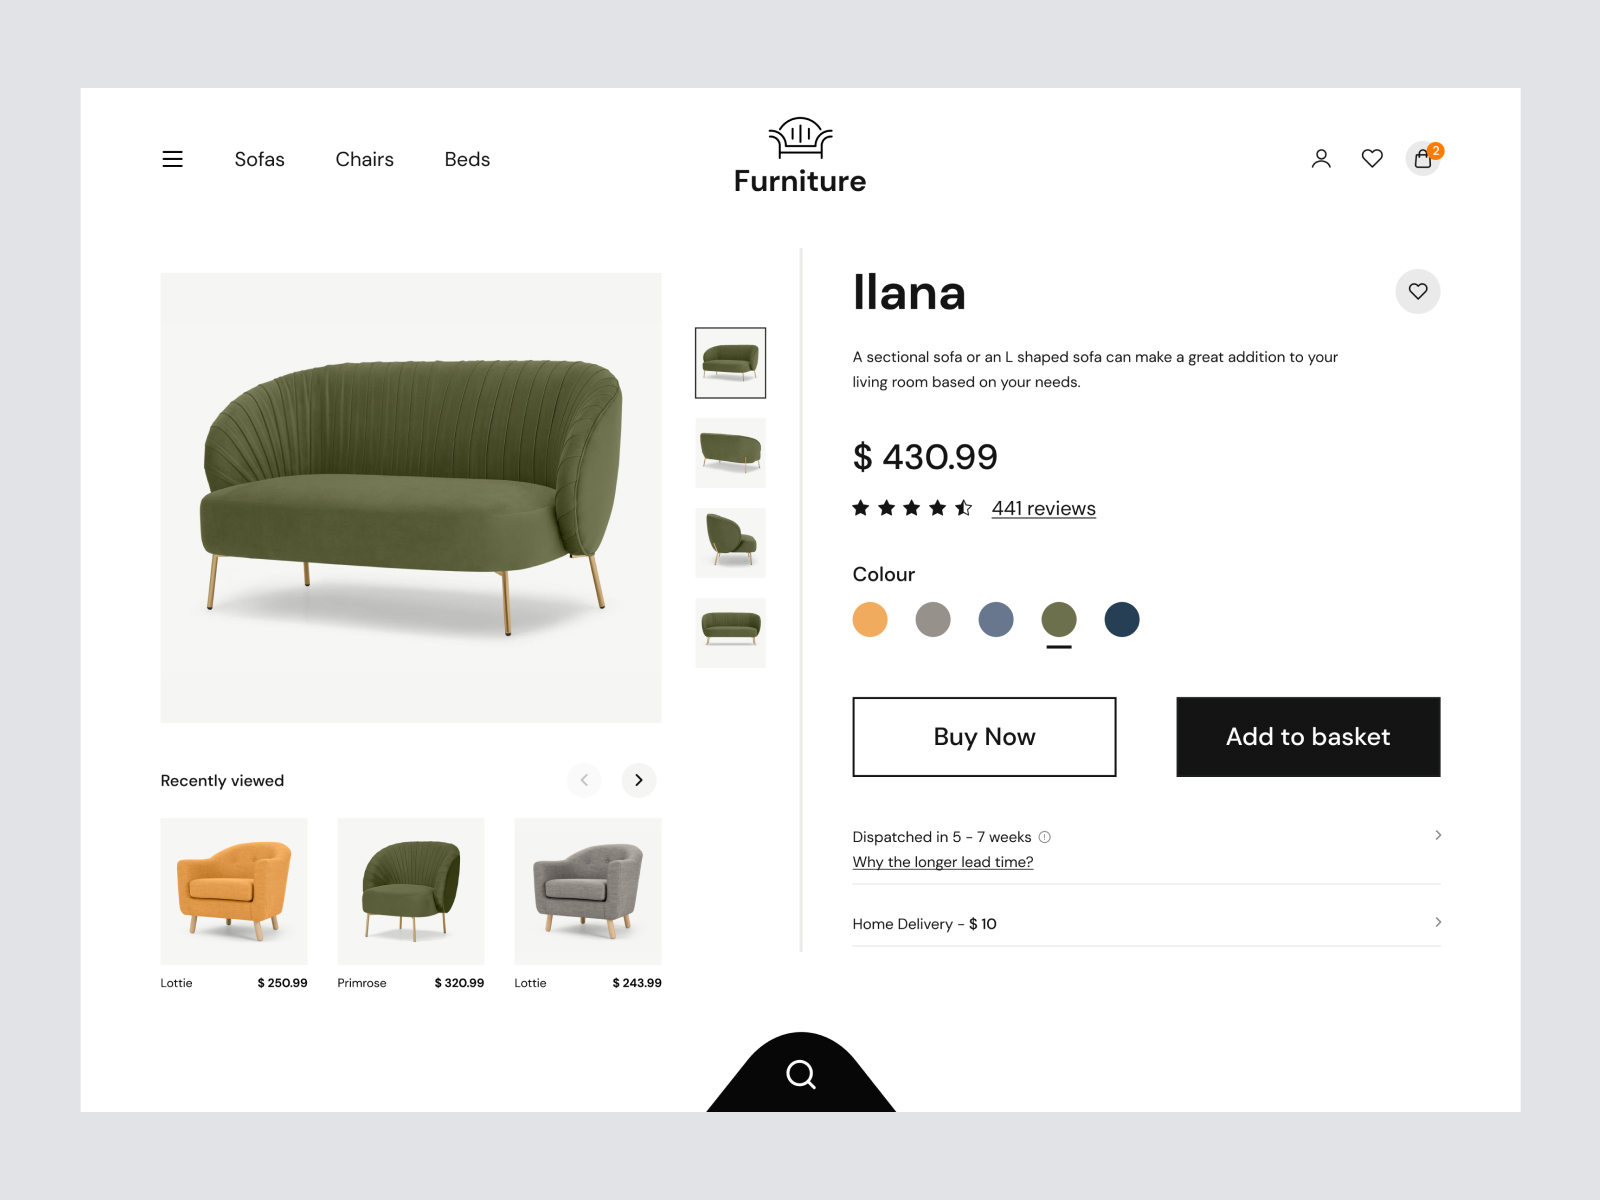 Sofas
Chairs
Beds
Furniture
2
Ilana
A sectional sofa or an L shaped sofa can make a great addition to your
living room based on your needs.
$ 430.99
441 reviews
Colour
Buy Now
Add to basket
Dispatched in 5 - 7 weeks
Why the longer lead time?
Home Delivery - $ 10
Recently viewed
Lottie
$ 250.99
Primrose
$ 320.99
Lottie
$ 243.99